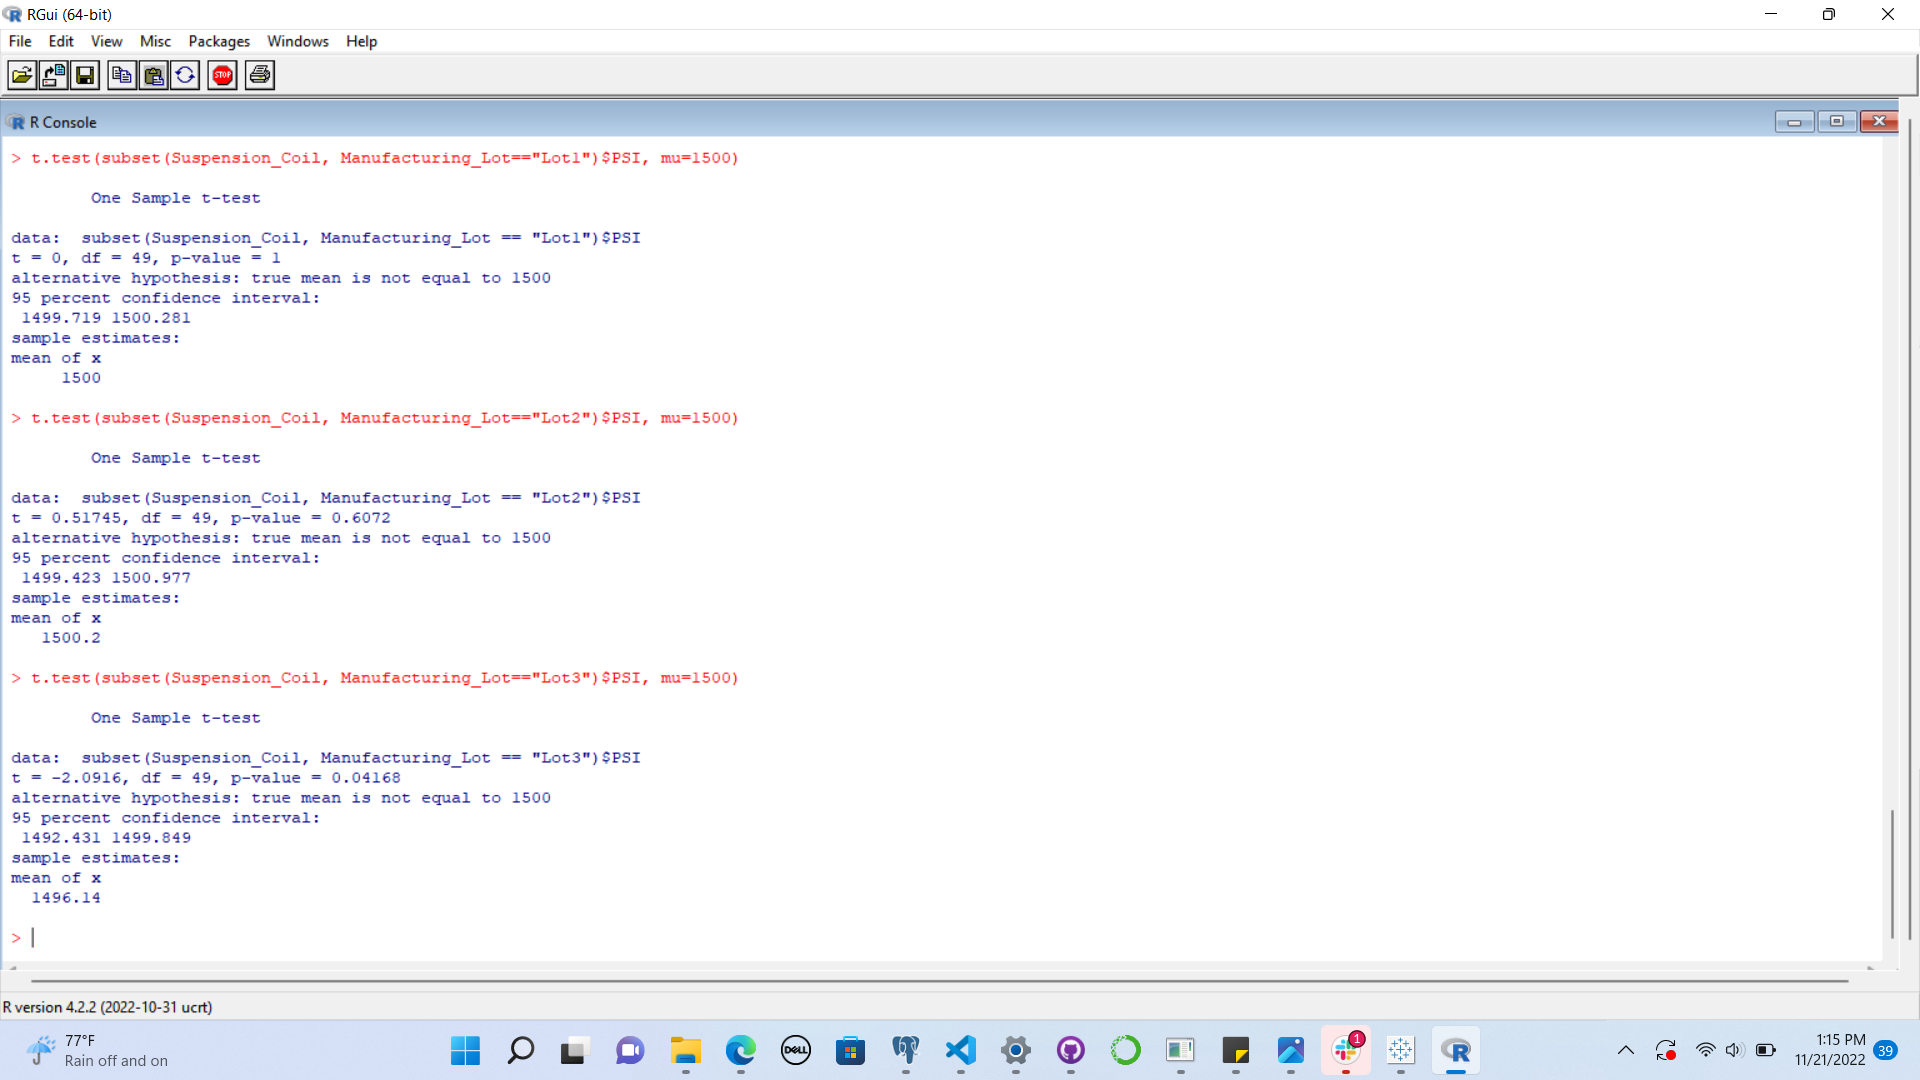 RGui (64-bit)
File Edit View Misc Packages Windows Help
STOP
R Console
> t.test(subset(Suspension_Coil, Manufacturing_Lot=="Lot1")$PSI, mu=1500)
One Sample t-test
data:  subset(Suspension_Coil, Manufacturing_Lot == "Lot1")$PSI
t = 0, df = 49, p-value = 1
alternative hypothesis: true mean is not equal to 1500
95 percent confidence interval:
1499.719 1500.281
sample estimates:
mean of x
1500
> t.test(subset(Suspension_Coil, Manufacturing_Lot=="Lot2")$PSI, mu=1500)
One Sample t-test
data:  subset(Suspension_Coil, Manufacturing_Lot == "Lot2")$PSI
t = 0.51745, df = 49, p-value = 0.6072
alternative hypothesis: true mean is not equal to 1500
95 percent confidence interval:
1499.423 1500.977
sample estimates:
mean of x
1500.2
> t.test(subset(Suspension_Coil, Manufacturing_Lot=="Lot3")$PSI, mu=1500)
One Sample t-test
data:  subset(Suspension_Coil, Manufacturing_Lot == "Lot3")$PSI
t = -2.0916, df = 49, p-value = 0.04168
alternative hypothesis: true mean is not equal to 1500
95 percent confidence interval:
1492.431 1499.849
sample estimates:
mean of x
1496.14
>
R version 4.2.2 (2022-10-31 ucrt)
77°F
Rain off and on
DELL
1
R
1:15 PM
11/21/2022
39